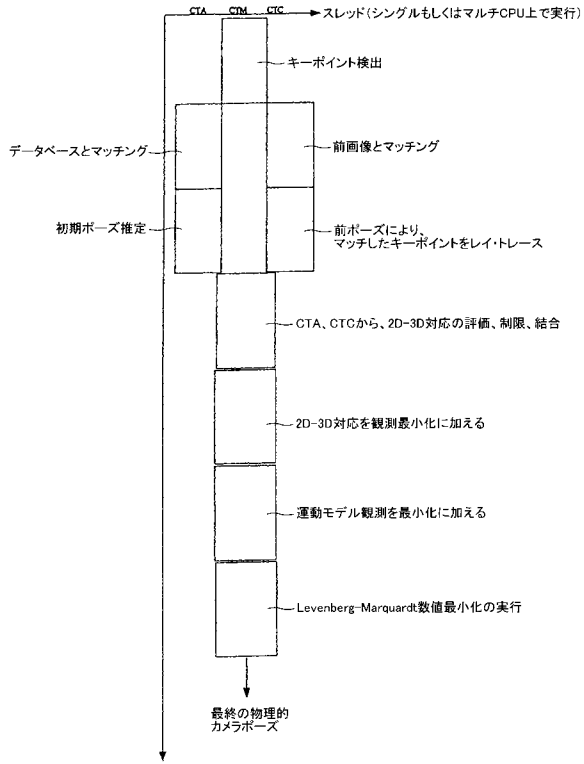 CTA CTM CTC
スレッド(シングルもしくはマルチCPU上で実行)
キーポイント検出
データベースとマッチング
前画像とマッチング
初期ポーズ推定
前ポーズにより、
マッチしたキーポイントをレイ・トレース
CTA、CTCから、2D-3D対応の評価、制限、結合
2D-3D対応を観測最小化に加える
運動モデル観測を最小化に加える
Levenberg-Marquardt数値最小化の実行
最終の物理的
カメラポーズ